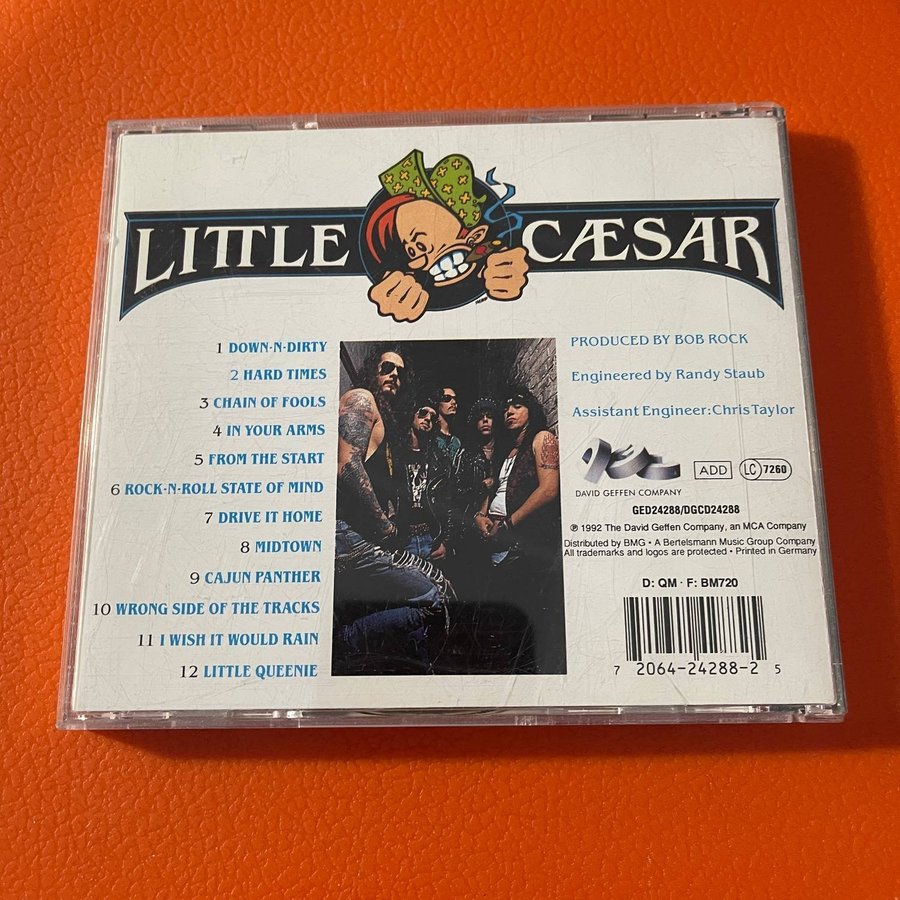 LITTLE CÆSAR
1 DOWN-N-DIRTY
2 HARD TIMES
3 CHAIN OF FOOLS
4 IN YOUR ARMS
5 FROM THE START
6 ROCK-N-ROLL STATE OF MIND
7 DRIVE IT HOME
8 MIDTOWN
9 CAJUN PANTHER
10 WRONG SIDE OF THE TRACKS
11 I WISH IT WOULD RAIN
12 LITTLE QUEENIE
PRODUCED BY BOB ROCK
Engineered by Randy Staub
Assistant Engineer: Chris Taylor
DGC
ADD
LC 7260
DAVID GEFFEN COMPANY
GED24288/DGCD24288
℗ 1992 The David Geffen Company, an MCA Company
Distributed by BMG • A Bertelsmann Music Group Company
All trademarks and logos are protected • Printed in Germany
D: QM · F: BM720
7 2064-24288-2 5